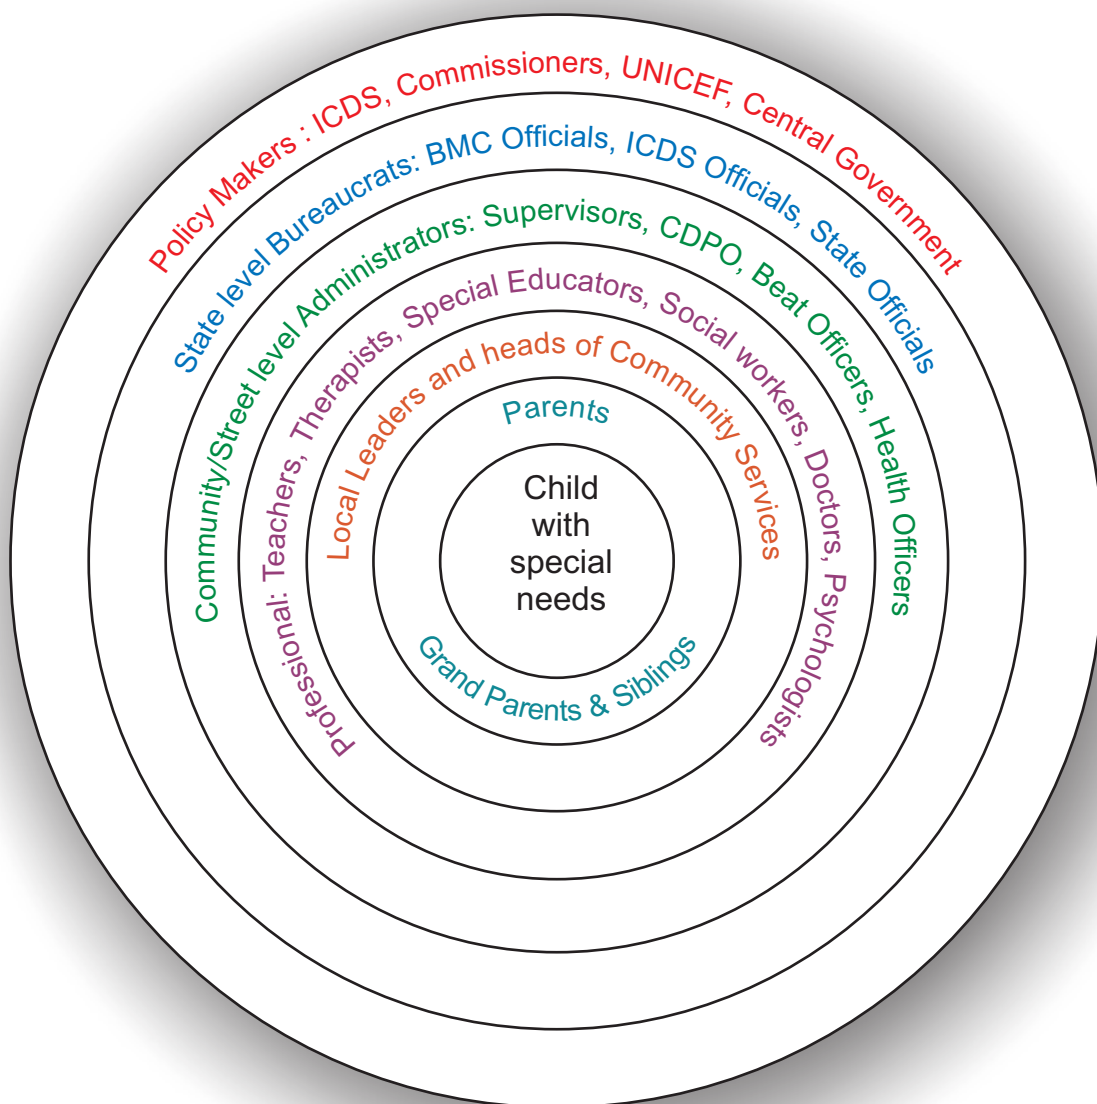 Policy Makers : ICDS, Commissioners, UNICEF, Central Government
State level Bureaucrats: BMC Officials, ICDS Officials, State Officials
Community/Street level Administrators: Supervisors, CDPO, Beat Officers, Health Officers
Professional: Teachers, Therapists, Special Educators, Social workers, Doctors, Psychologists
Local Leaders and heads of Community Services
Parents
Child
with
special
needs
Grand Parents & Siblings